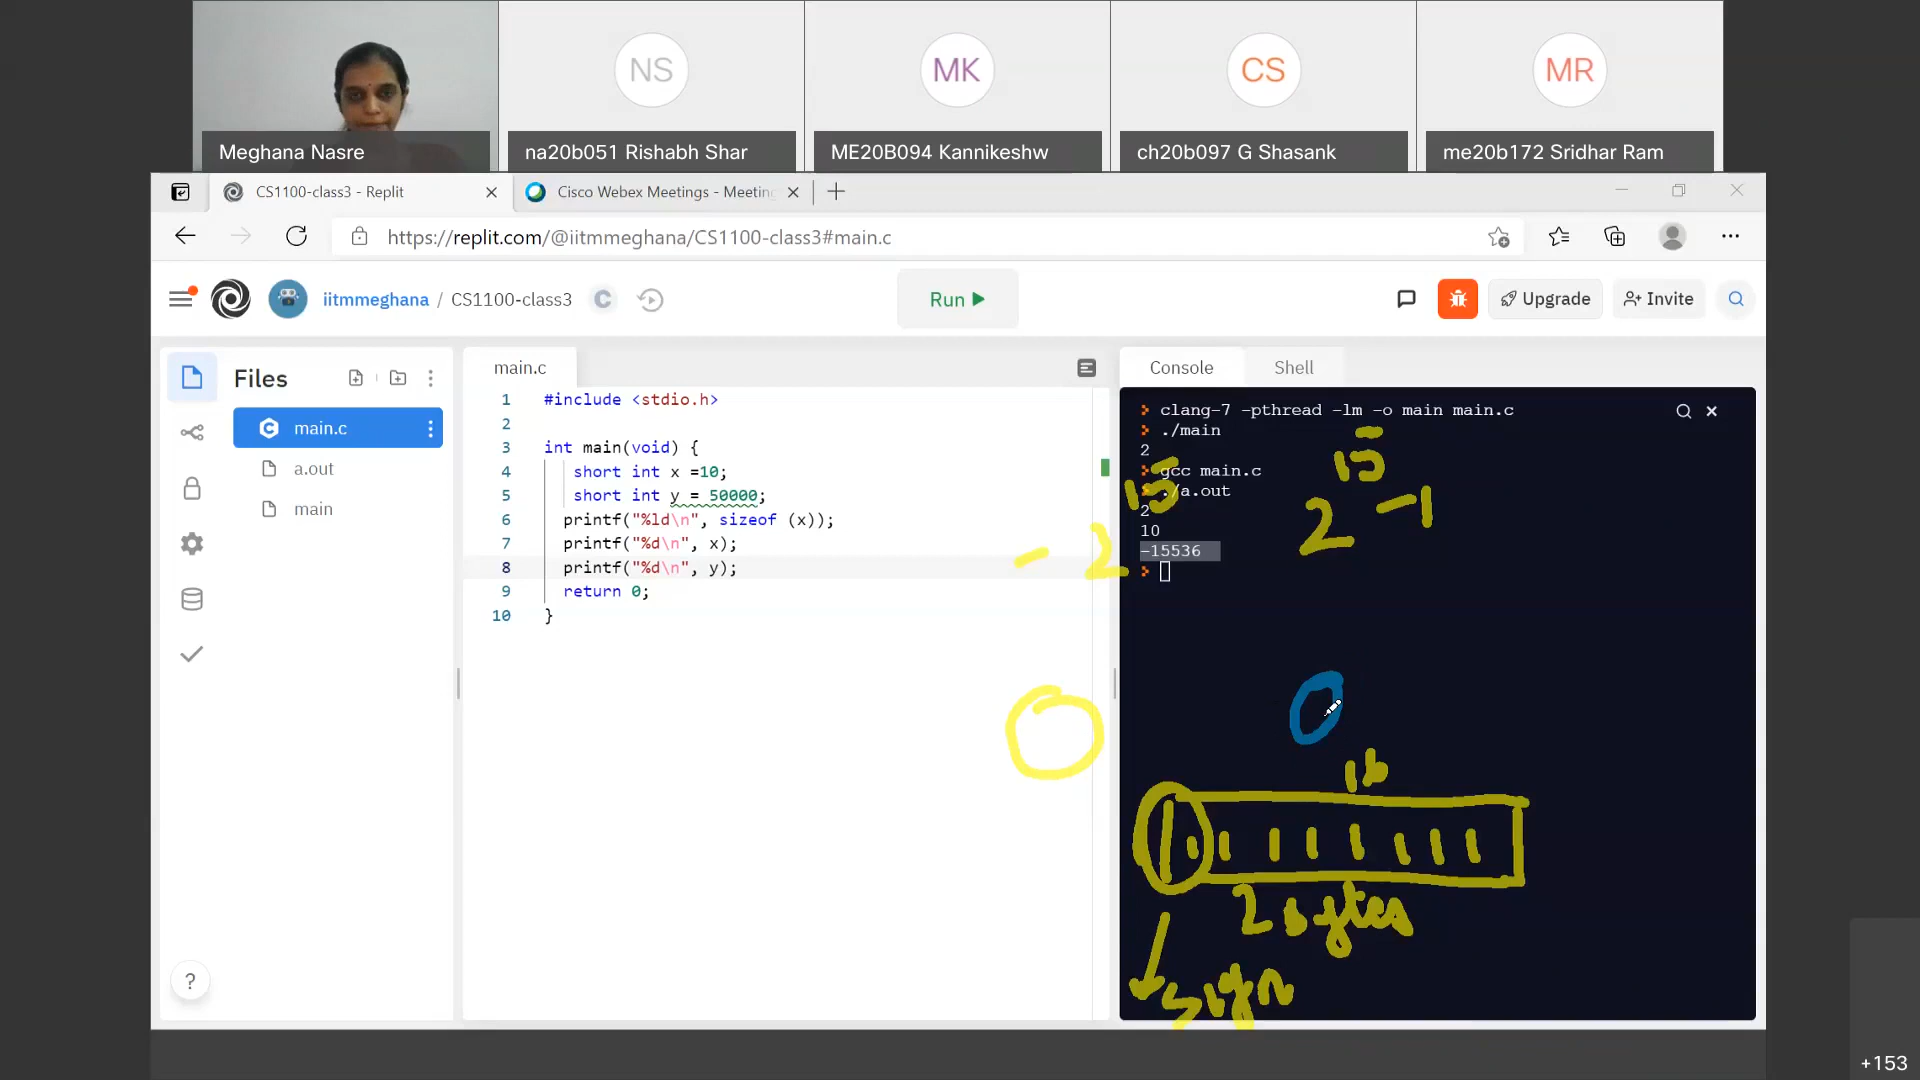 NS
MK
CS
MR
Meghana Nasre
na20b051 Rishabh Shar
ME20B094 Kannikeshw
ch20b097 G Shasank
me20b172 Sridhar Ram
CS1100-class3 - Replit
Cisco Webex Meetings - Meeting
https://replit.com/@iitmmeghana/CS1100-class3#main.c
iitmmeghana / CS1100-class3
C
Run
Upgrade
Invite
Files
main.c
a.out
main
main.c
1 #include <stdio.h>
2
3 int main(void) {
4 short int x =10;
5 short int y = 50000;
6 printf("%ld\n", sizeof (x));
7 printf("%d\n", x);
8 printf("%d\n", y);
9 return 0;
10 }
Console
Shell
clang-7 -pthread -lm -o main main.c
./main
2
gcc main.c
./a.out
2
10
-15536
15
- 2
15
2 -1
0
16
2 bytes
sign
?
+153